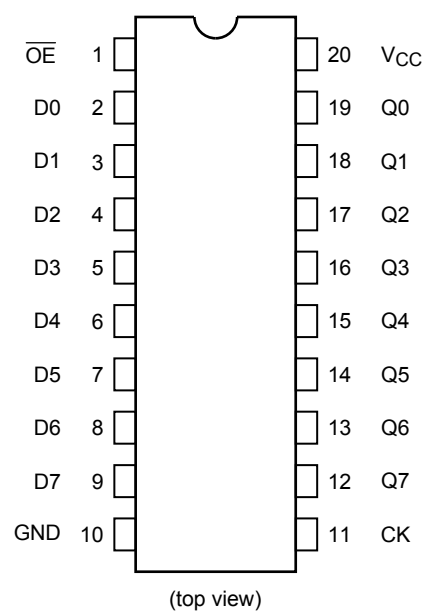 O̅E̅ 1 20 VCC
D0 2 19 Q0
D1 3 18 Q1
D2 4 17 Q2
D3 5 16 Q3
D4 6 15 Q4
D5 7 14 Q5
D6 8 13 Q6
D7 9 12 Q7
GND 10 11 CK
(top view)